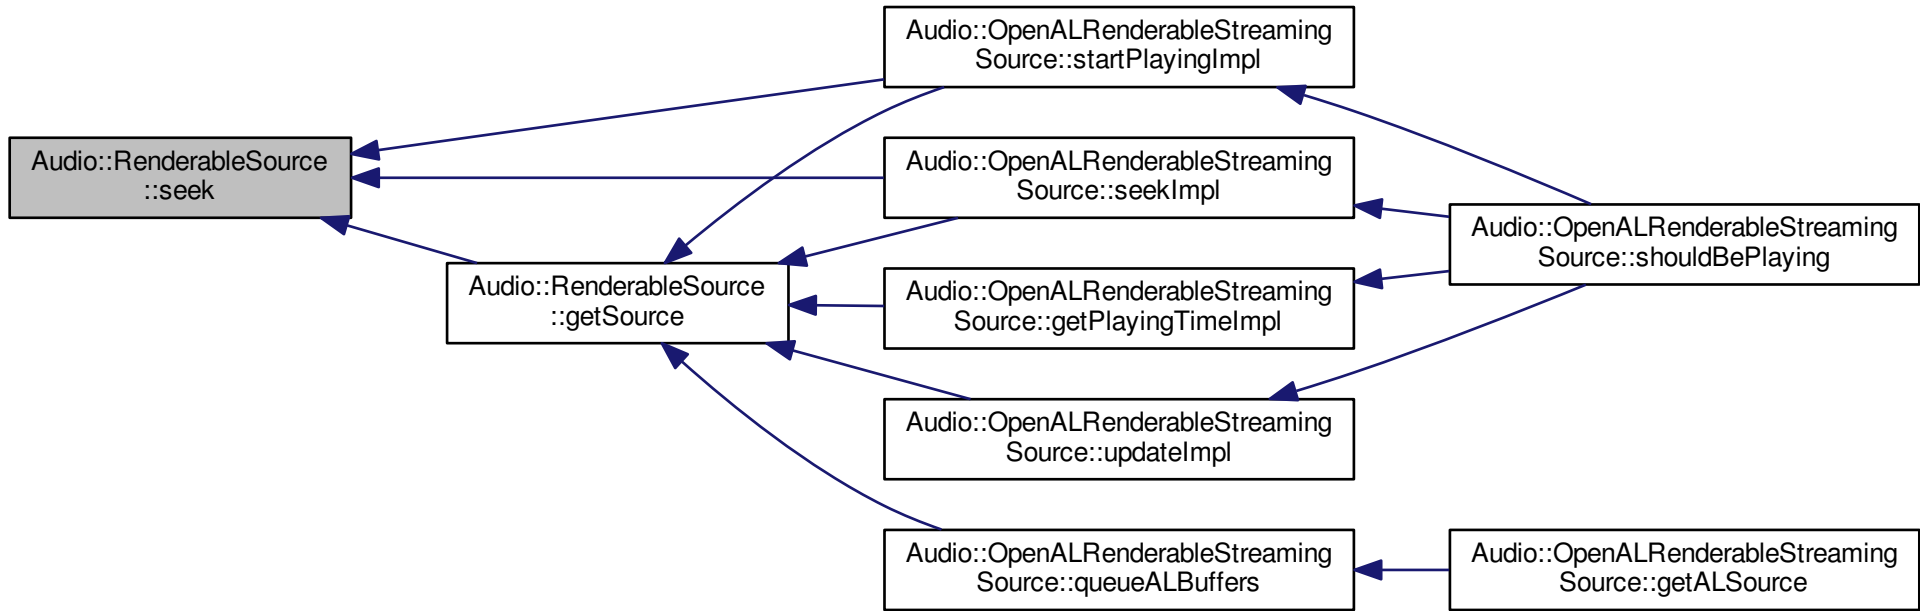 Audio::RenderableSource
::seek
Audio::RenderableSource
::getSource
Audio::OpenALRenderableStreaming
Source::startPlayingImpl
Audio::OpenALRenderableStreaming
Source::seekImpl
Audio::OpenALRenderableStreaming
Source::getPlayingTimeImpl
Audio::OpenALRenderableStreaming
Source::updateImpl
Audio::OpenALRenderableStreaming
Source::queueALBuffers
Audio::OpenALRenderableStreaming
Source::shouldBePlaying
Audio::OpenALRenderableStreaming
Source::getALSource